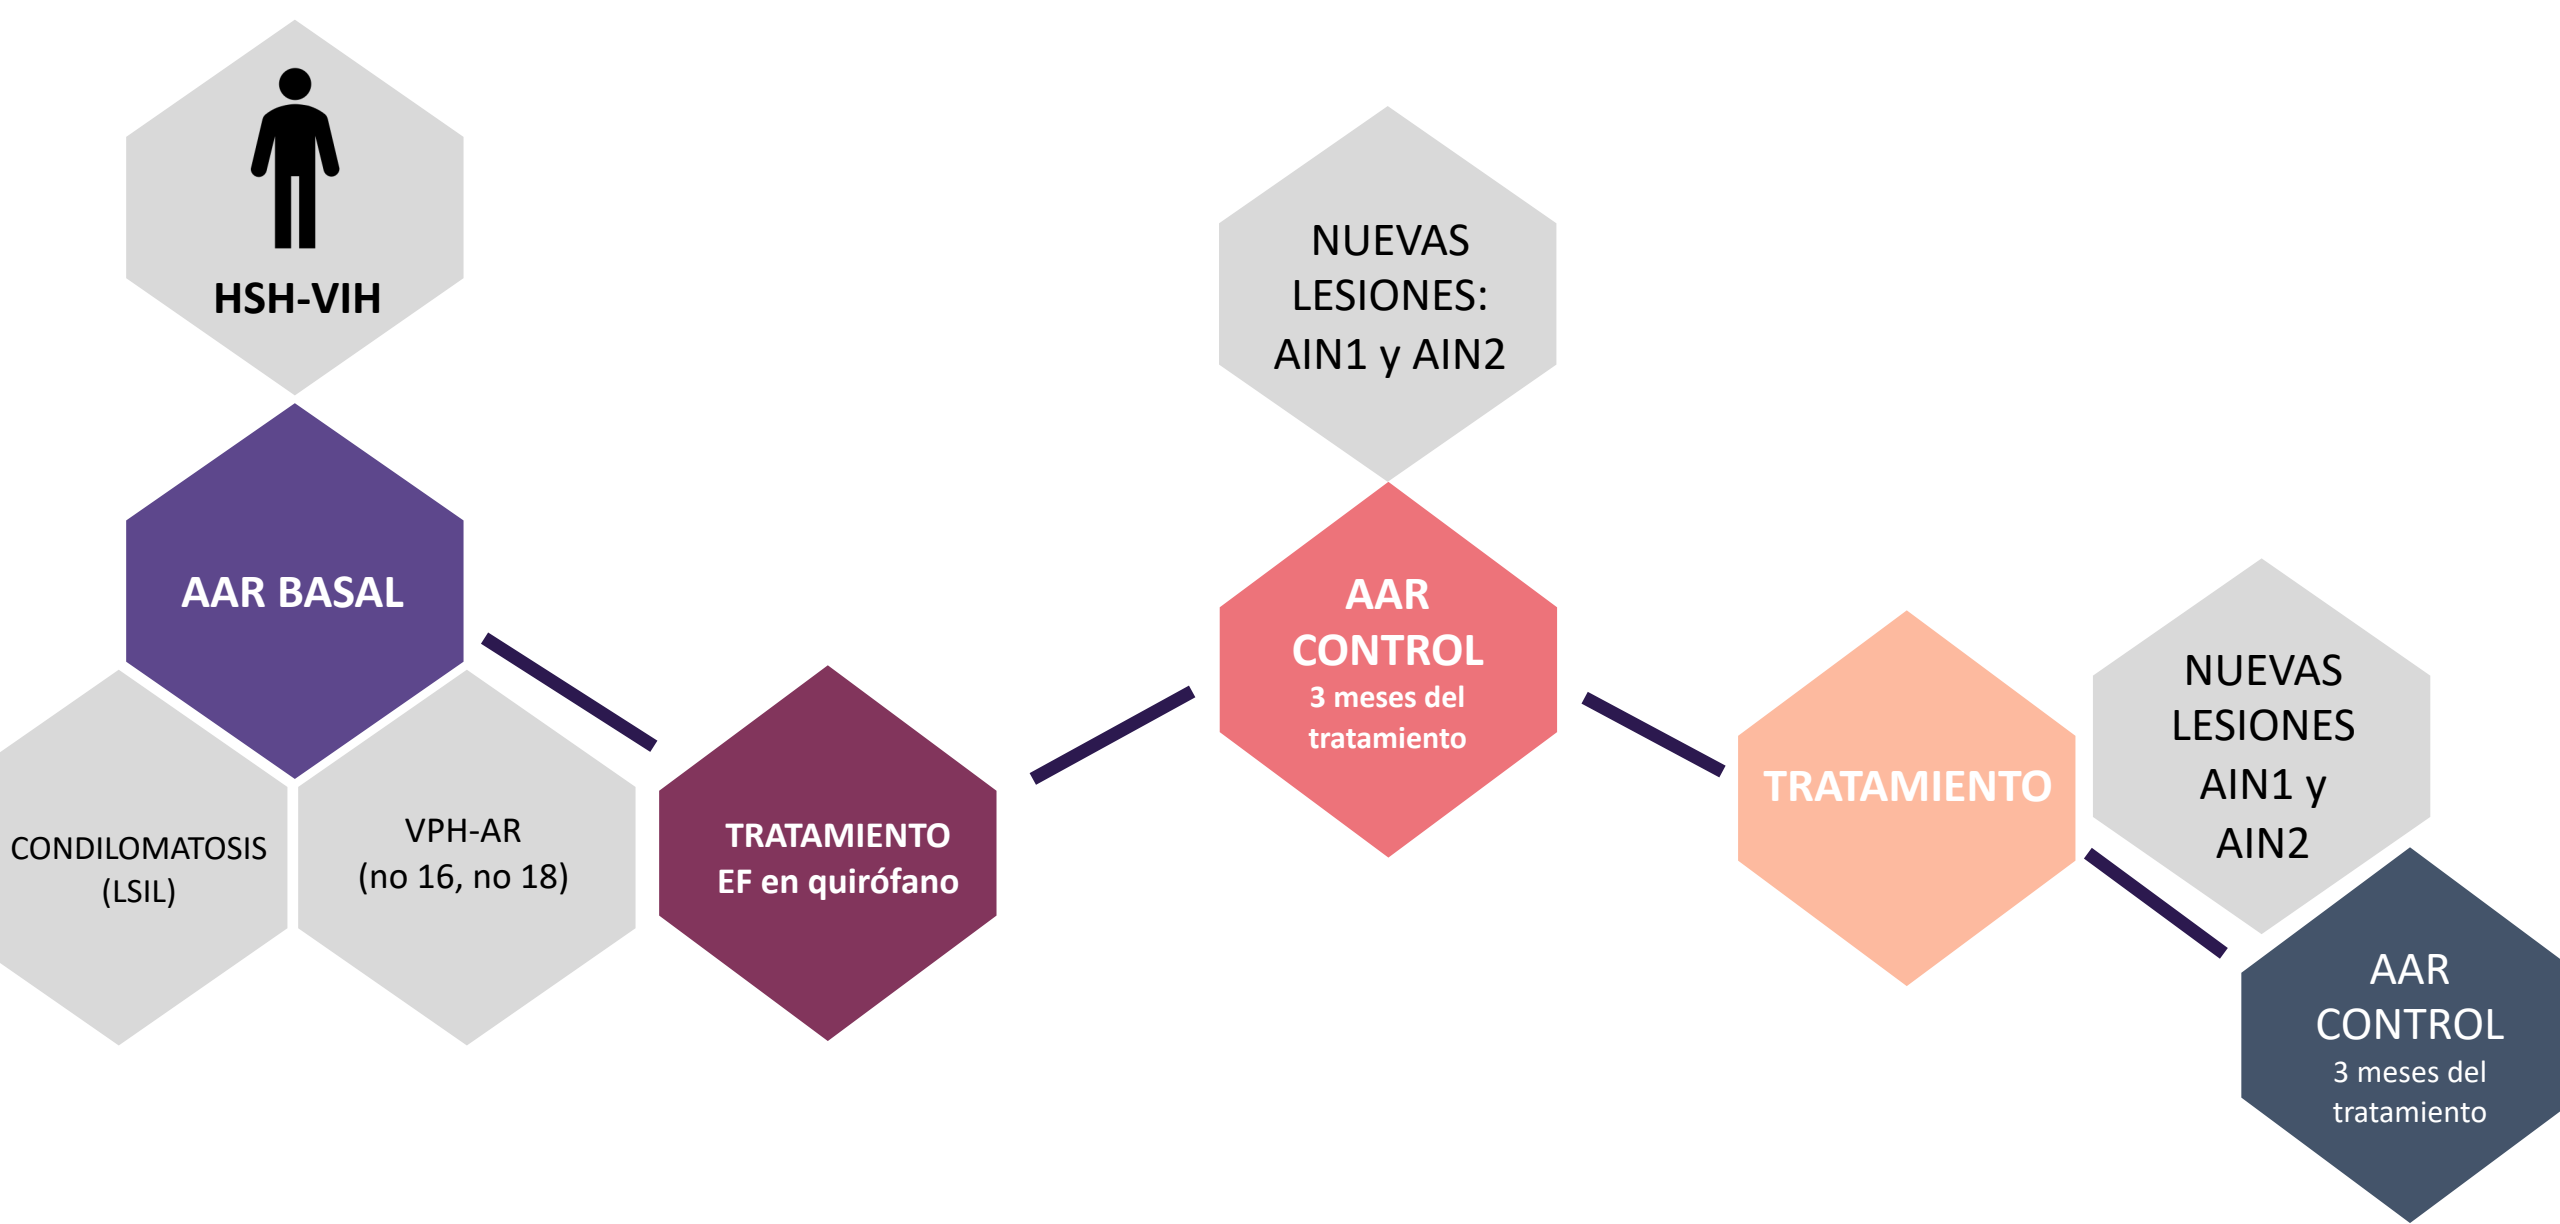 HSH-VIH
AAR BASAL
CONDILOMATOSIS
(LSIL)
VPH-AR
(no 16, no 18)
TRATAMIENTO
EF en quirófano
NUEVAS
LESIONES:
AIN1 y AIN2
AAR
CONTROL
3 meses del
tratamiento
TRATAMIENTO
NUEVAS
LESIONES
AIN1 y
AIN2
AAR
CONTROL
3 meses del
tratamiento